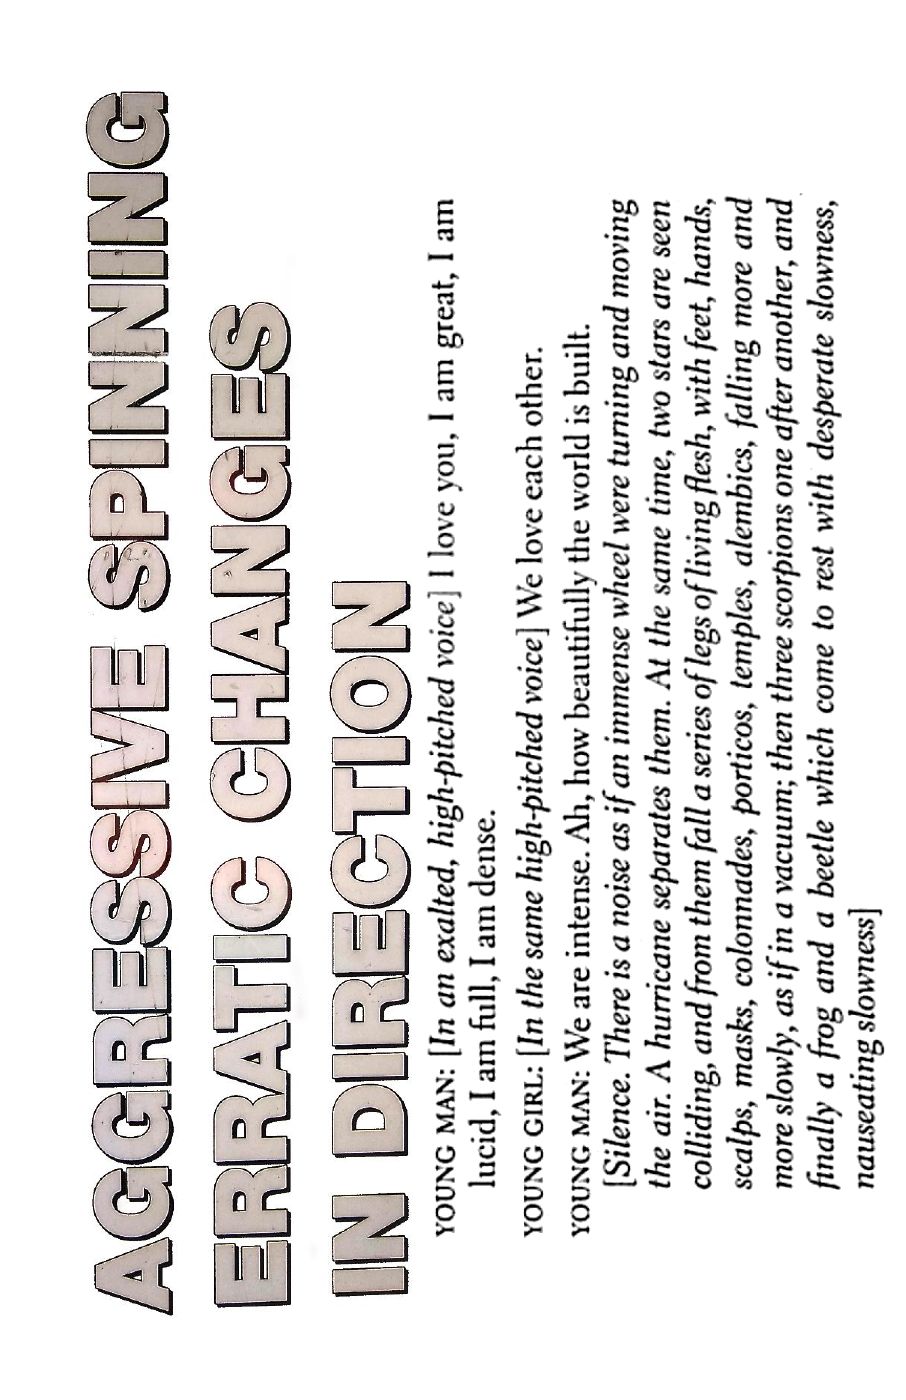 AGGRESSIVE SPINNING
ERRATIC CHANGES
IN DIRECTION
YOUNG MAN: [In an exalted, high-pitched voice] I love you, I am great, I am
lucid, I am full, I am dense.
YOUNG GIRL: [In the same high-pitched voice] We love each other.
YOUNG MAN: We are intense. Ah, how beautifully the world is built.
[Silence. There is a noise as if an immense wheel were turning and moving
the air. A hurricane separates them. At the same time, two stars are seen
colliding, and from them fall a series of legs of living flesh, with feet, hands,
scalps, masks, colonnades, porticos, temples, alembics, falling more and
more slowly, as if in a vacuum; then three scorpions one after another, and
finally a frog and a beetle which come to rest with desperate slowness,
nauseating slowness]